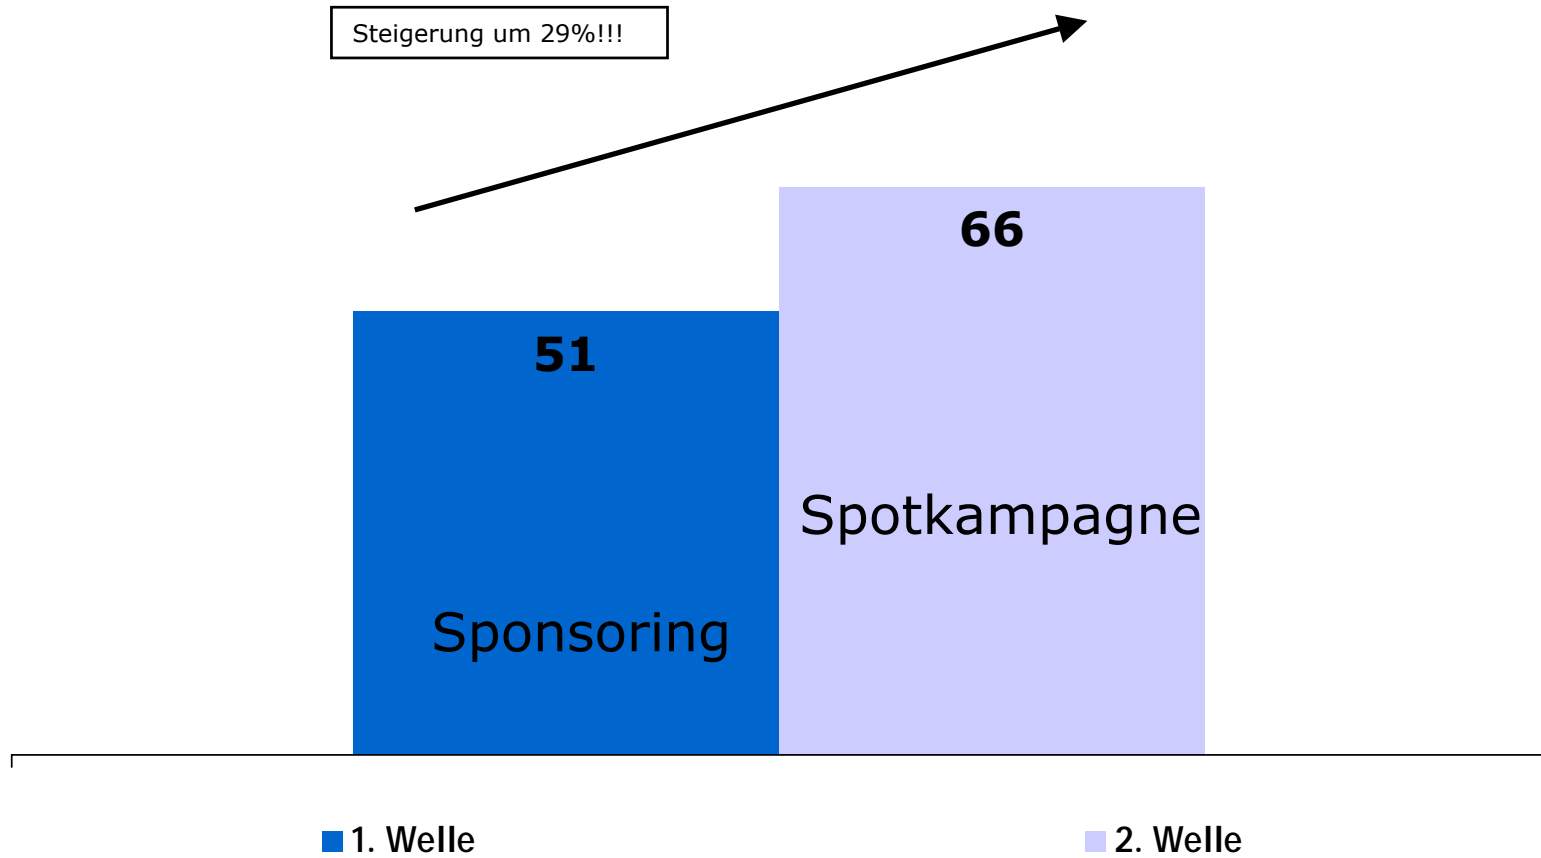 Steigerung um 29%!!!
66
51
Spotkampagne
Sponsoring
1. Welle
2. Welle